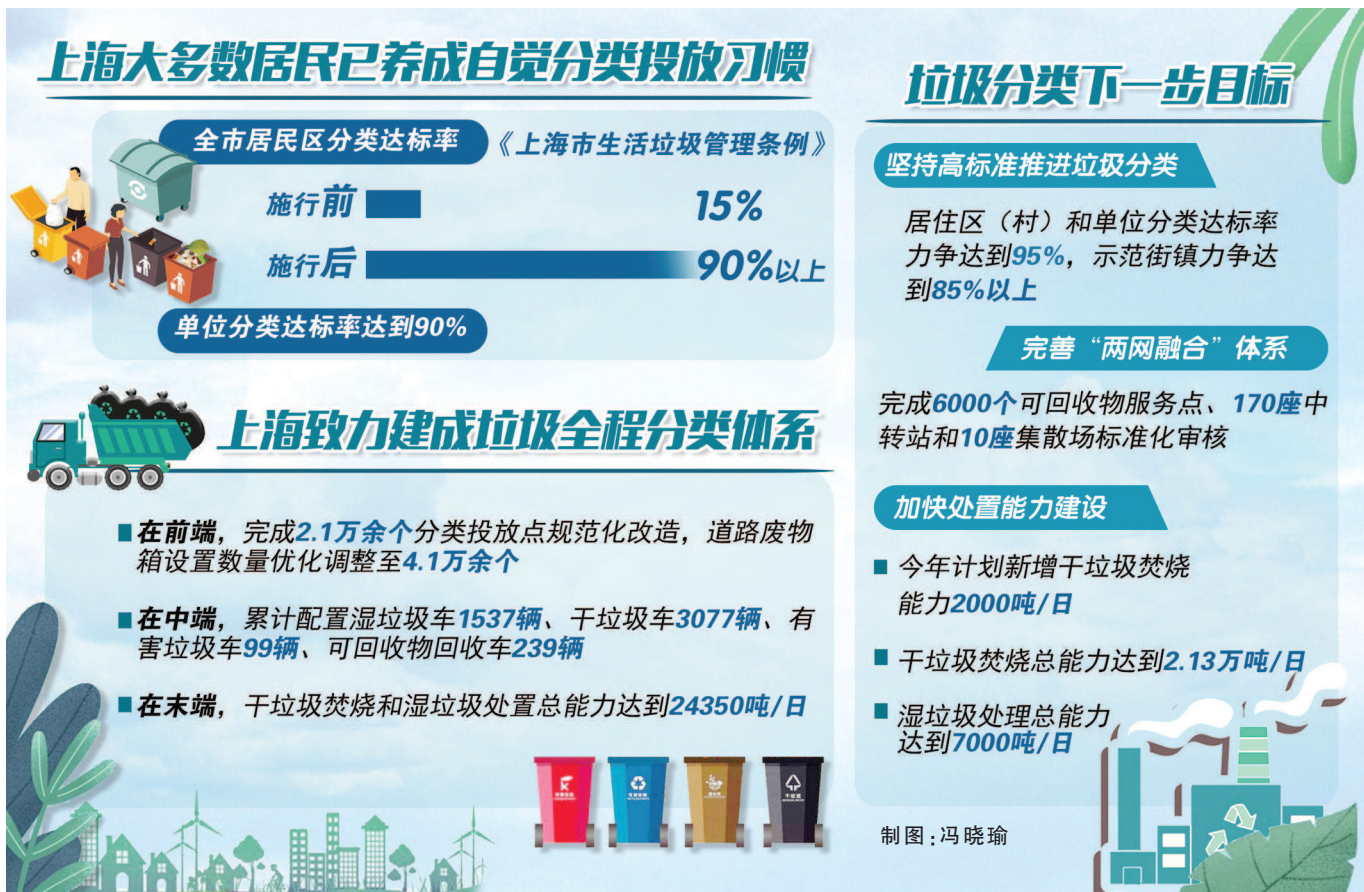 上海大多数居民已养成自觉分类投放习惯
全市居民区分类达标率
《上海市生活垃圾管理条例》
施行前 15%
施行后 90%以上
单位分类达标率达到90%
上海致力建成垃圾全程分类体系
在前端，完成2.1万余个分类投放点规范化改造，道路废物
箱设置数量优化调整至4.1万余个
在中端，累计配置湿垃圾车1537辆、干垃圾车3077辆、有
害垃圾车99辆、可回收物回收车239辆
在末端，干垃圾焚烧和湿垃圾处置总能力达到24350吨/日
垃圾分类下一步目标
坚持高标准推进垃圾分类
居住区（村）和单位分类达标率
力争达到95%，示范街镇力争达
到85%以上
完善“两网融合”体系
完成6000个可回收物服务点、170座中
转站和10座集散场标准化审核
加快处置能力建设
今年计划新增干垃圾焚烧
能力2000吨/日
干垃圾焚烧总能力达到2.13万吨/日
湿垃圾处理总能力
达到7000吨/日
制图：冯晓瑜